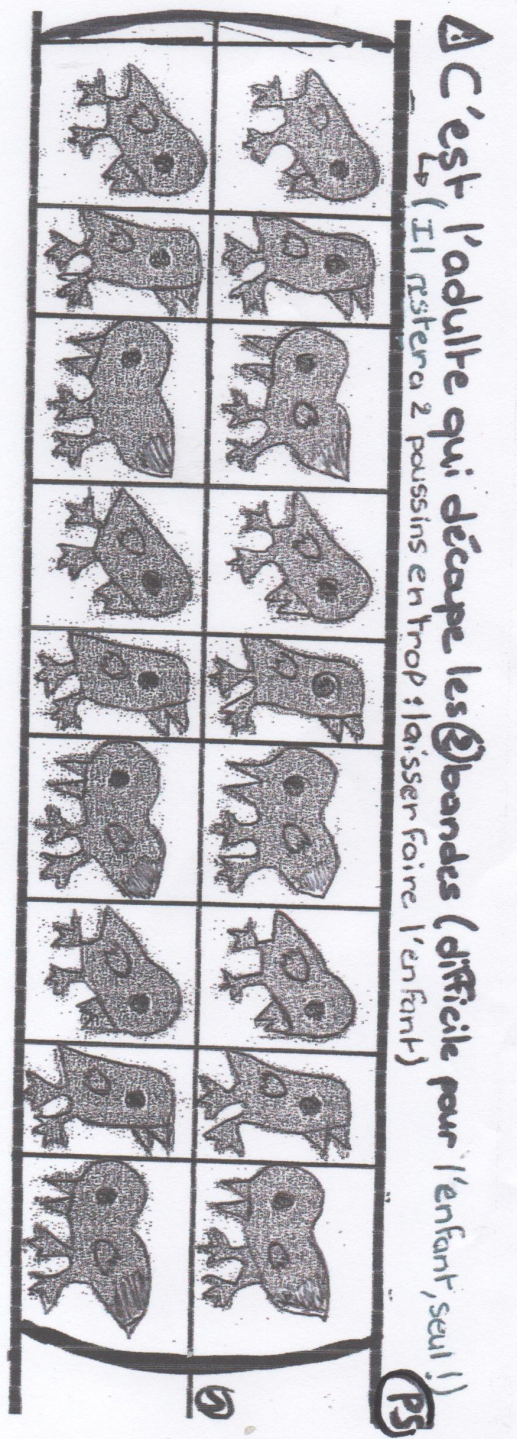 ⚠ C'est l'adulte qui découpe les ② bandes (difficile pour l'enfant, seul !)
↳ (Il restera 2 poussins en trop : laisser faire l'enfant)
PS